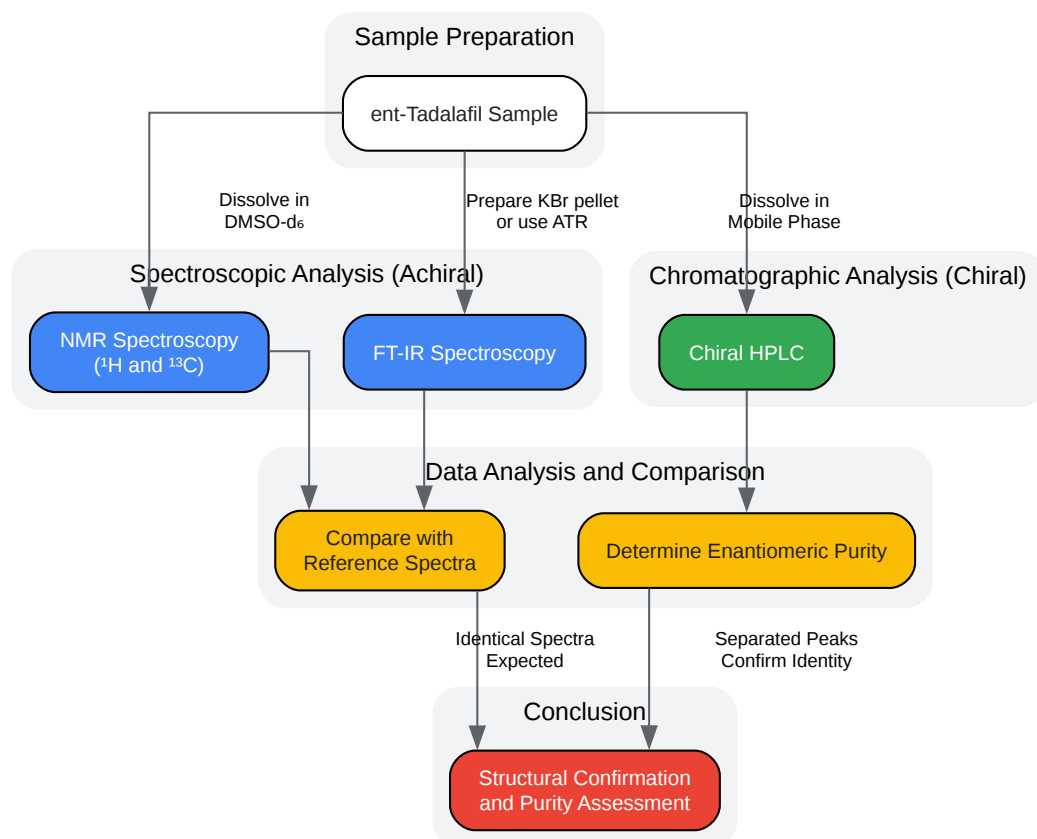 Sample Preparation
ent-Tadalafil Sample
Dissolve in
DMSO-d₆
Prepare KBr pellet
or use ATR
Dissolve in
Mobile Phase
Spectroscopic Analysis (Achiral)
Chromatographic Analysis (Chiral)
NMR Spectroscopy
(¹H and ¹³C)
FT-IR Spectroscopy
Chiral HPLC
Data Analysis and Comparison
Compare with
Reference Spectra
Determine Enantiomeric Purity
Identical Spectra
Expected
Separated Peaks
Confirm Identity
Conclusion
Structural Confirmation
and Purity Assessment